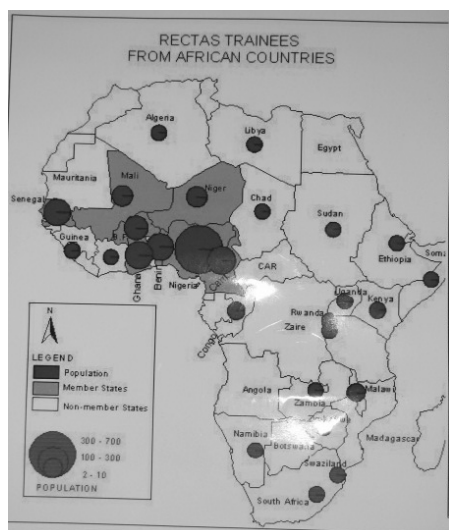 RECTAS TRAINEES
FROM AFRICAN COUNTRIES
Algeria
Libya
Egypt
Mauritania
Mali
Niger
Senegal
Chad
Sudan
Guinea
B.F
Ethiopia
Soma
Ghana
Benin
Nigeria
CAR
Uganda
Kenya
Rwanda
Zaire
Congo
N
LEGEND
Population
Member States
Non-member States
300 - 700
100 - 300
2 - 10
POPULATION
Angola
Zambia
Malawi
Namibia
Botswana
Madagascar
Swaziland
South Africa